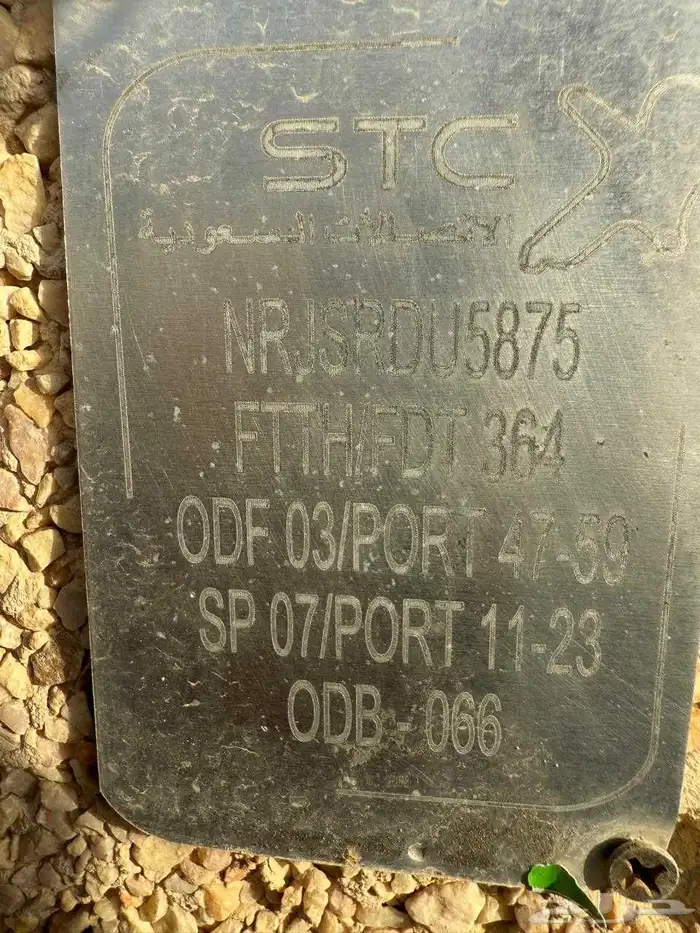 STC
الاتصالات السعودية
NRJSRDU5875
FTTH/FDT 364
ODF 03/PORT 47-59
SP 07/PORT 11-23
ODB - 066
حراج